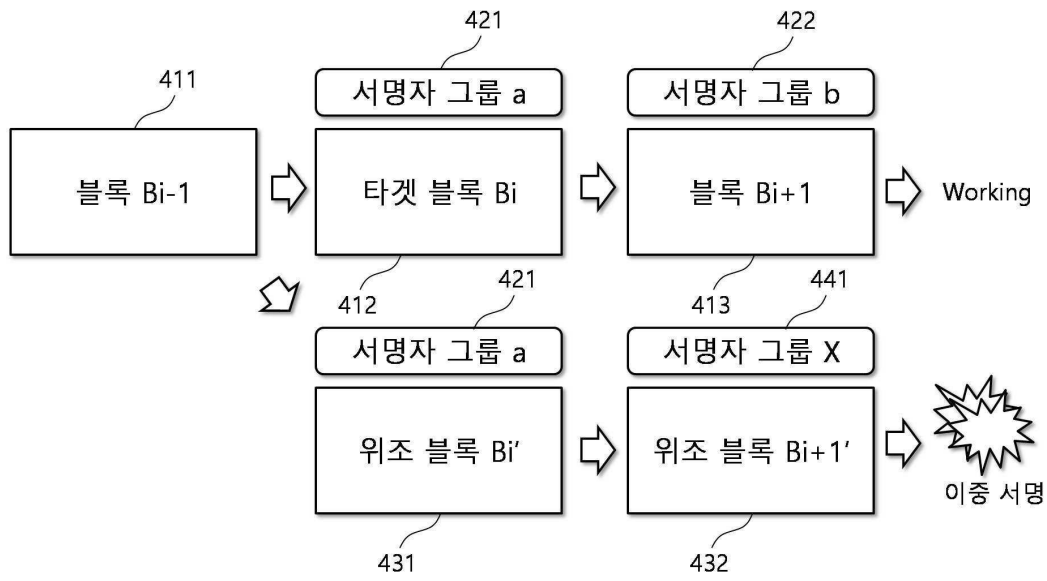 421
422
411
서명자 그룹 a
서명자 그룹 b
블록 Bi-1
타겟 블록 Bi
블록 Bi+1
Working
412
421
413
441
서명자 그룹 a
서명자 그룹 X
위조 블록 Bi′
위조 블록 Bi+1′
이중 서명
431
432